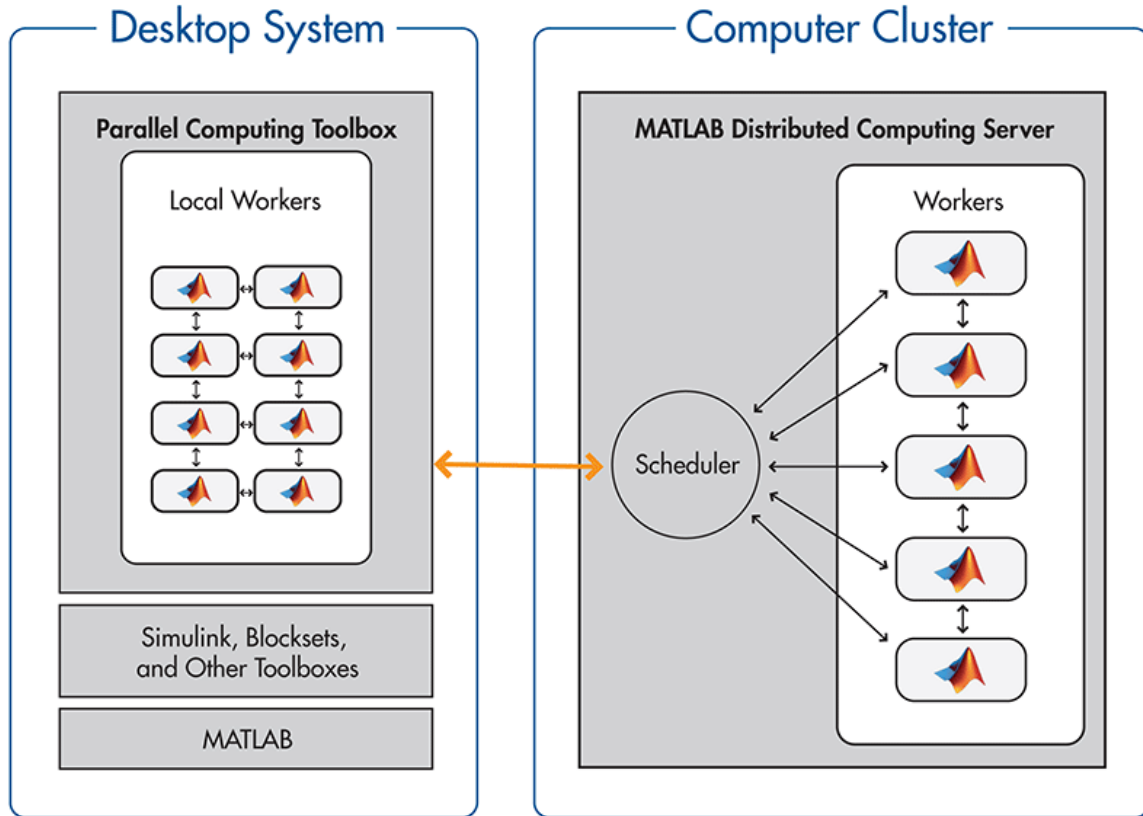 Desktop System
Parallel Computing Toolbox
Local Workers
Simulink, Blocksets,
and Other Toolboxes
MATLAB
Computer Cluster
MATLAB Distributed Computing Server
Workers
Scheduler